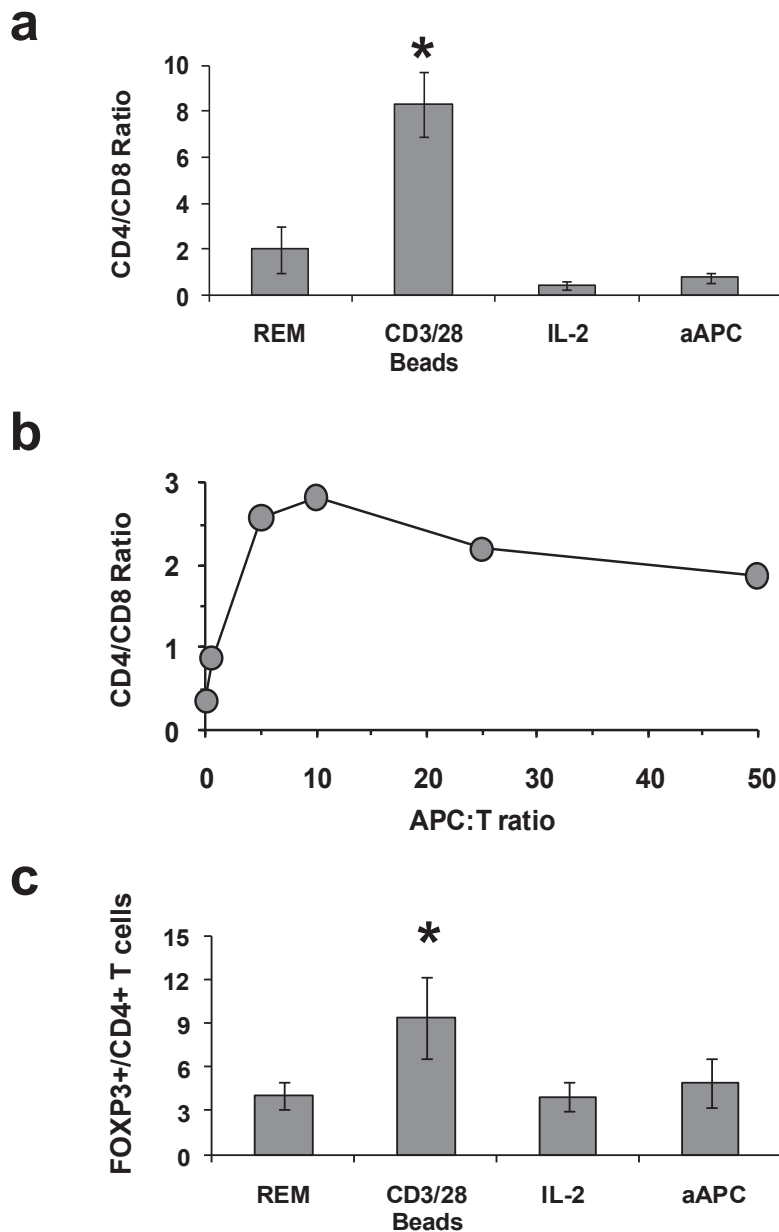 a
*
CD4/CD8 Ratio
10
8
6
4
2
0
REM
CD3/28
Beads
IL-2
aAPC
b
CD4/CD8 Ratio
3
2
1
0
0 10 20 30 40 50
APC:T ratio
c
*
FOXP3+/CD4+ T cells
15
12
9
6
3
0
REM
CD3/28
Beads
IL-2
aAPC